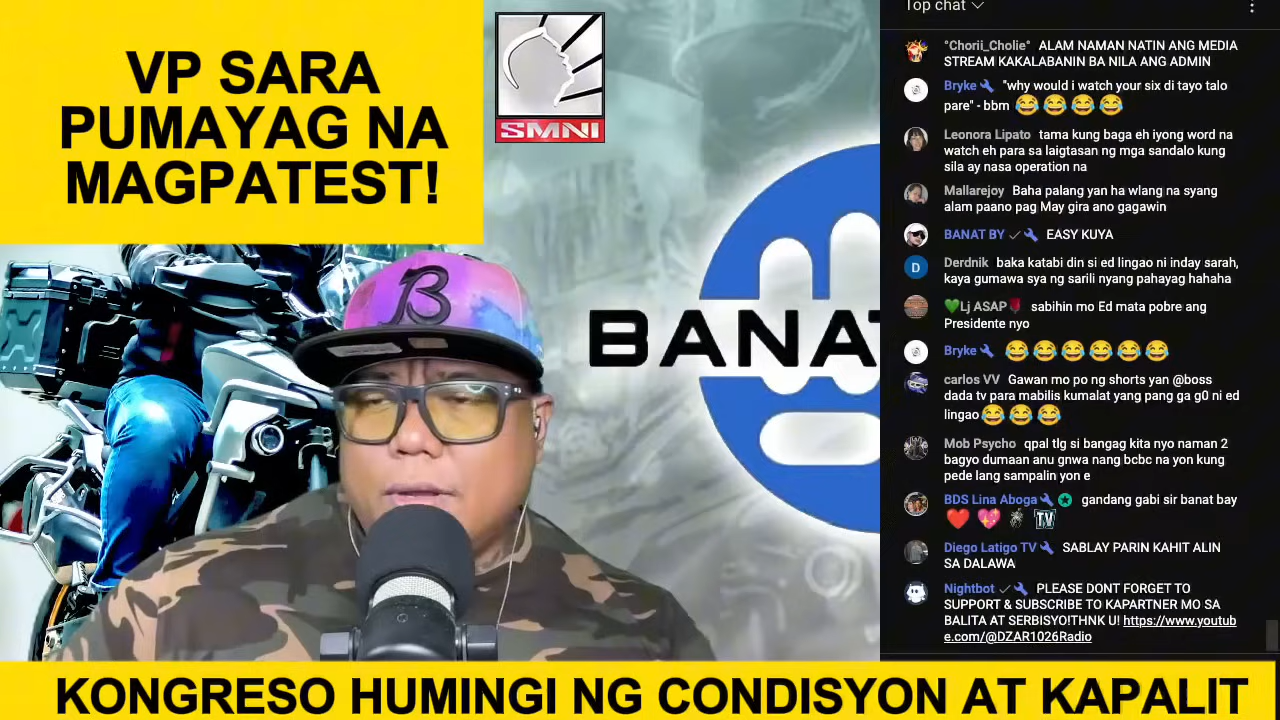 VP SARA
PUMAYAG NA
MAGPATEST!
SMNI
B
BANAT
KONGRESO HUMINGI NG CONDISYON AT KAPALIT
Top chat
°Chorii_Cholie° ALAM NAMAN NATIN ANG MEDIA
STREAM KAKALABANIN BA NILA ANG ADMIN
Bryke "why would i watch your six di tayo talo
pare" - bbm 😂😂😂😂
Leonora Lipato tama kung baga eh iyong word na
watch eh para sa laigtasan ng mga sandalo kung
sila ay nasa operation na
Mallarejoy Baha palang yan ha wlang na syang
alam paano pag May gira ano gagawin
BANAT BY EASY KUYA
D
Derdnik baka katabi din si ed lingao ni inday sarah,
kaya gumawa sya ng sarili nyang pahayag hahaha
💚Lj ASAP🌹 sabihin mo Ed mata pobre ang
Presidente nyo
Bryke 😂😂😂😂😂😂
carlos VV Gawan mo po ng shorts yan @boss
dada tv para mabilis kumalat yang pang ga g0 ni ed
lingao😂😂😂
Mob Psycho qpal tlg si bangag kita nyo naman 2
bagyo dumaan anu gnwa nang bcbc na yon kung
pede lang sampalin yon e
BDS Lina Aboga gandang gabi sir banat bay
❤️ 💖 TV
Diego Latigo TV SABLAY PARIN KAHIT ALIN
SA DALAWA
Nightbot PLEASE DONT FORGET TO
SUPPORT & SUBSCRIBE TO KAPARTNER MO SA
BALITA AT SERBISYO!THNK U! https://www.youtub
e.com/@DZAR1026Radio